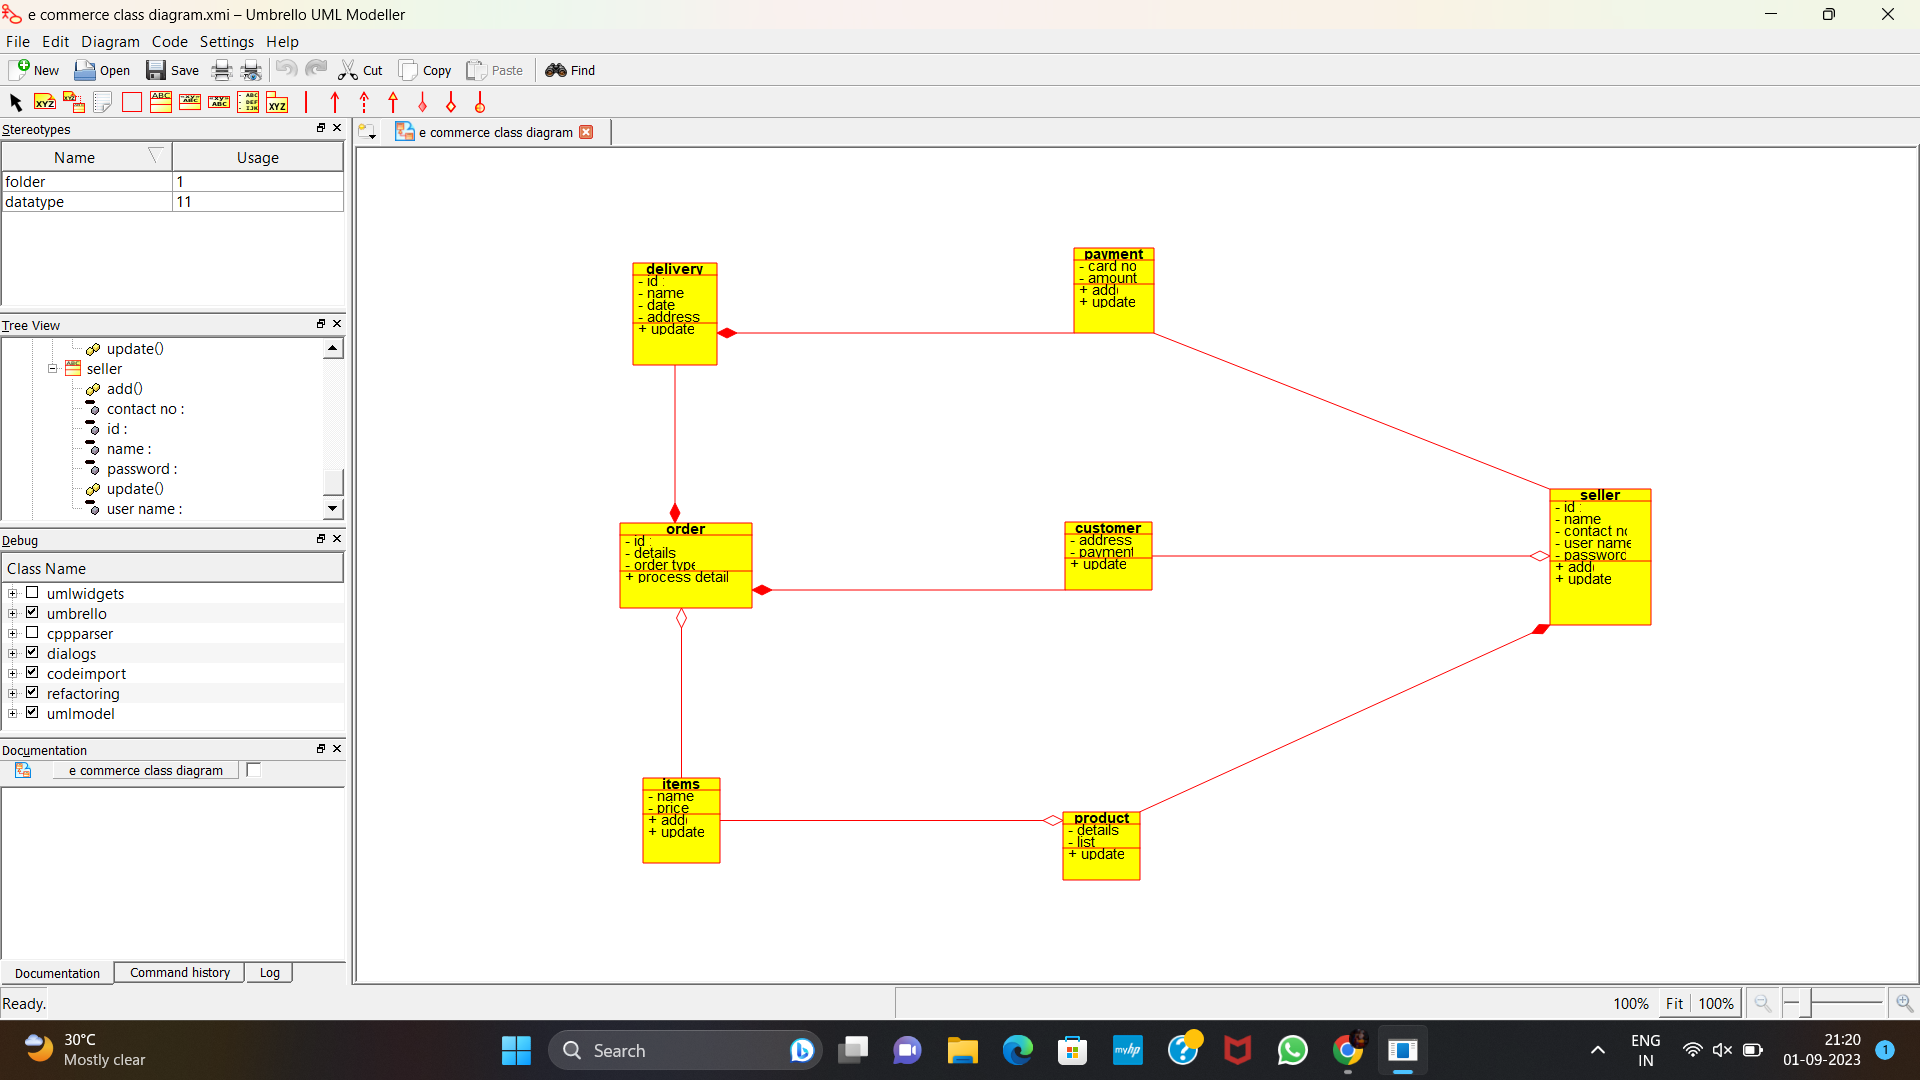 e commerce class diagram.xmi – Umbrello UML Modeller
File Edit Diagram Code Settings Help
New Open Save Cut Copy Paste Find
Stereotypes
Name Usage
folder 1
datatype 11
Tree View
update()
seller
add()
contact no :
id :
name :
password :
update()
user name :
Debug
Class Name
umlwidgets
umbrello
cppparser
dialogs
codeimport
refactoring
umlmodel
Documentation
e commerce class diagram
Documentation Command history Log
Ready.
e commerce class diagram
delivery
- id :
- name
- date
- address
+ update
payment
- card no
- amount
+ add(
+ update
order
- id :
- details
- order type
+ process detail
customer
- address
- payment
+ update
seller
- id :
- name
- contact no
- user name
- password
+ add(
+ update
items
- name
- price
+ add(
+ update
product
- details
- list
+ update
100% Fit 100%
30°C
Mostly clear
Search
myhp
ENG
IN
21:20
01-09-2023
1